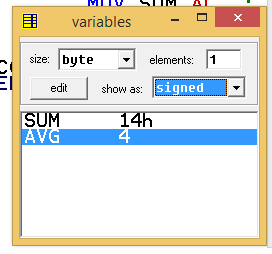 MOV SUM, AL
variables
size: byte elements: 1
edit show as: signed
SUM 14h
AVG 4